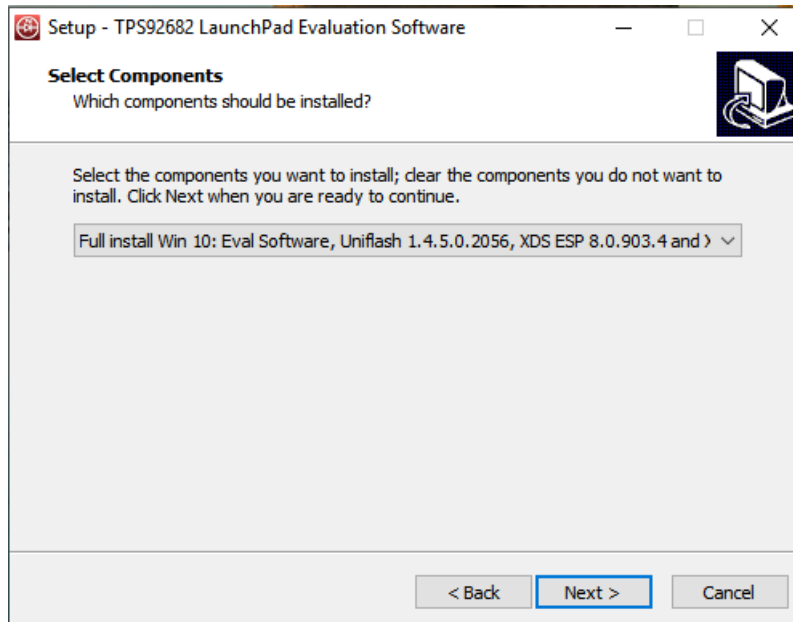 Setup - TPS92682 LaunchPad Evaluation Software
Select Components
Which components should be installed?
Select the components you want to install; clear the components you do not want to
install. Click Next when you are ready to continue.
Full install Win 10: Eval Software, Uniflash 1.4.5.0.2056, XDS ESP 8.0.903.4 and
< Back
Next >
Cancel